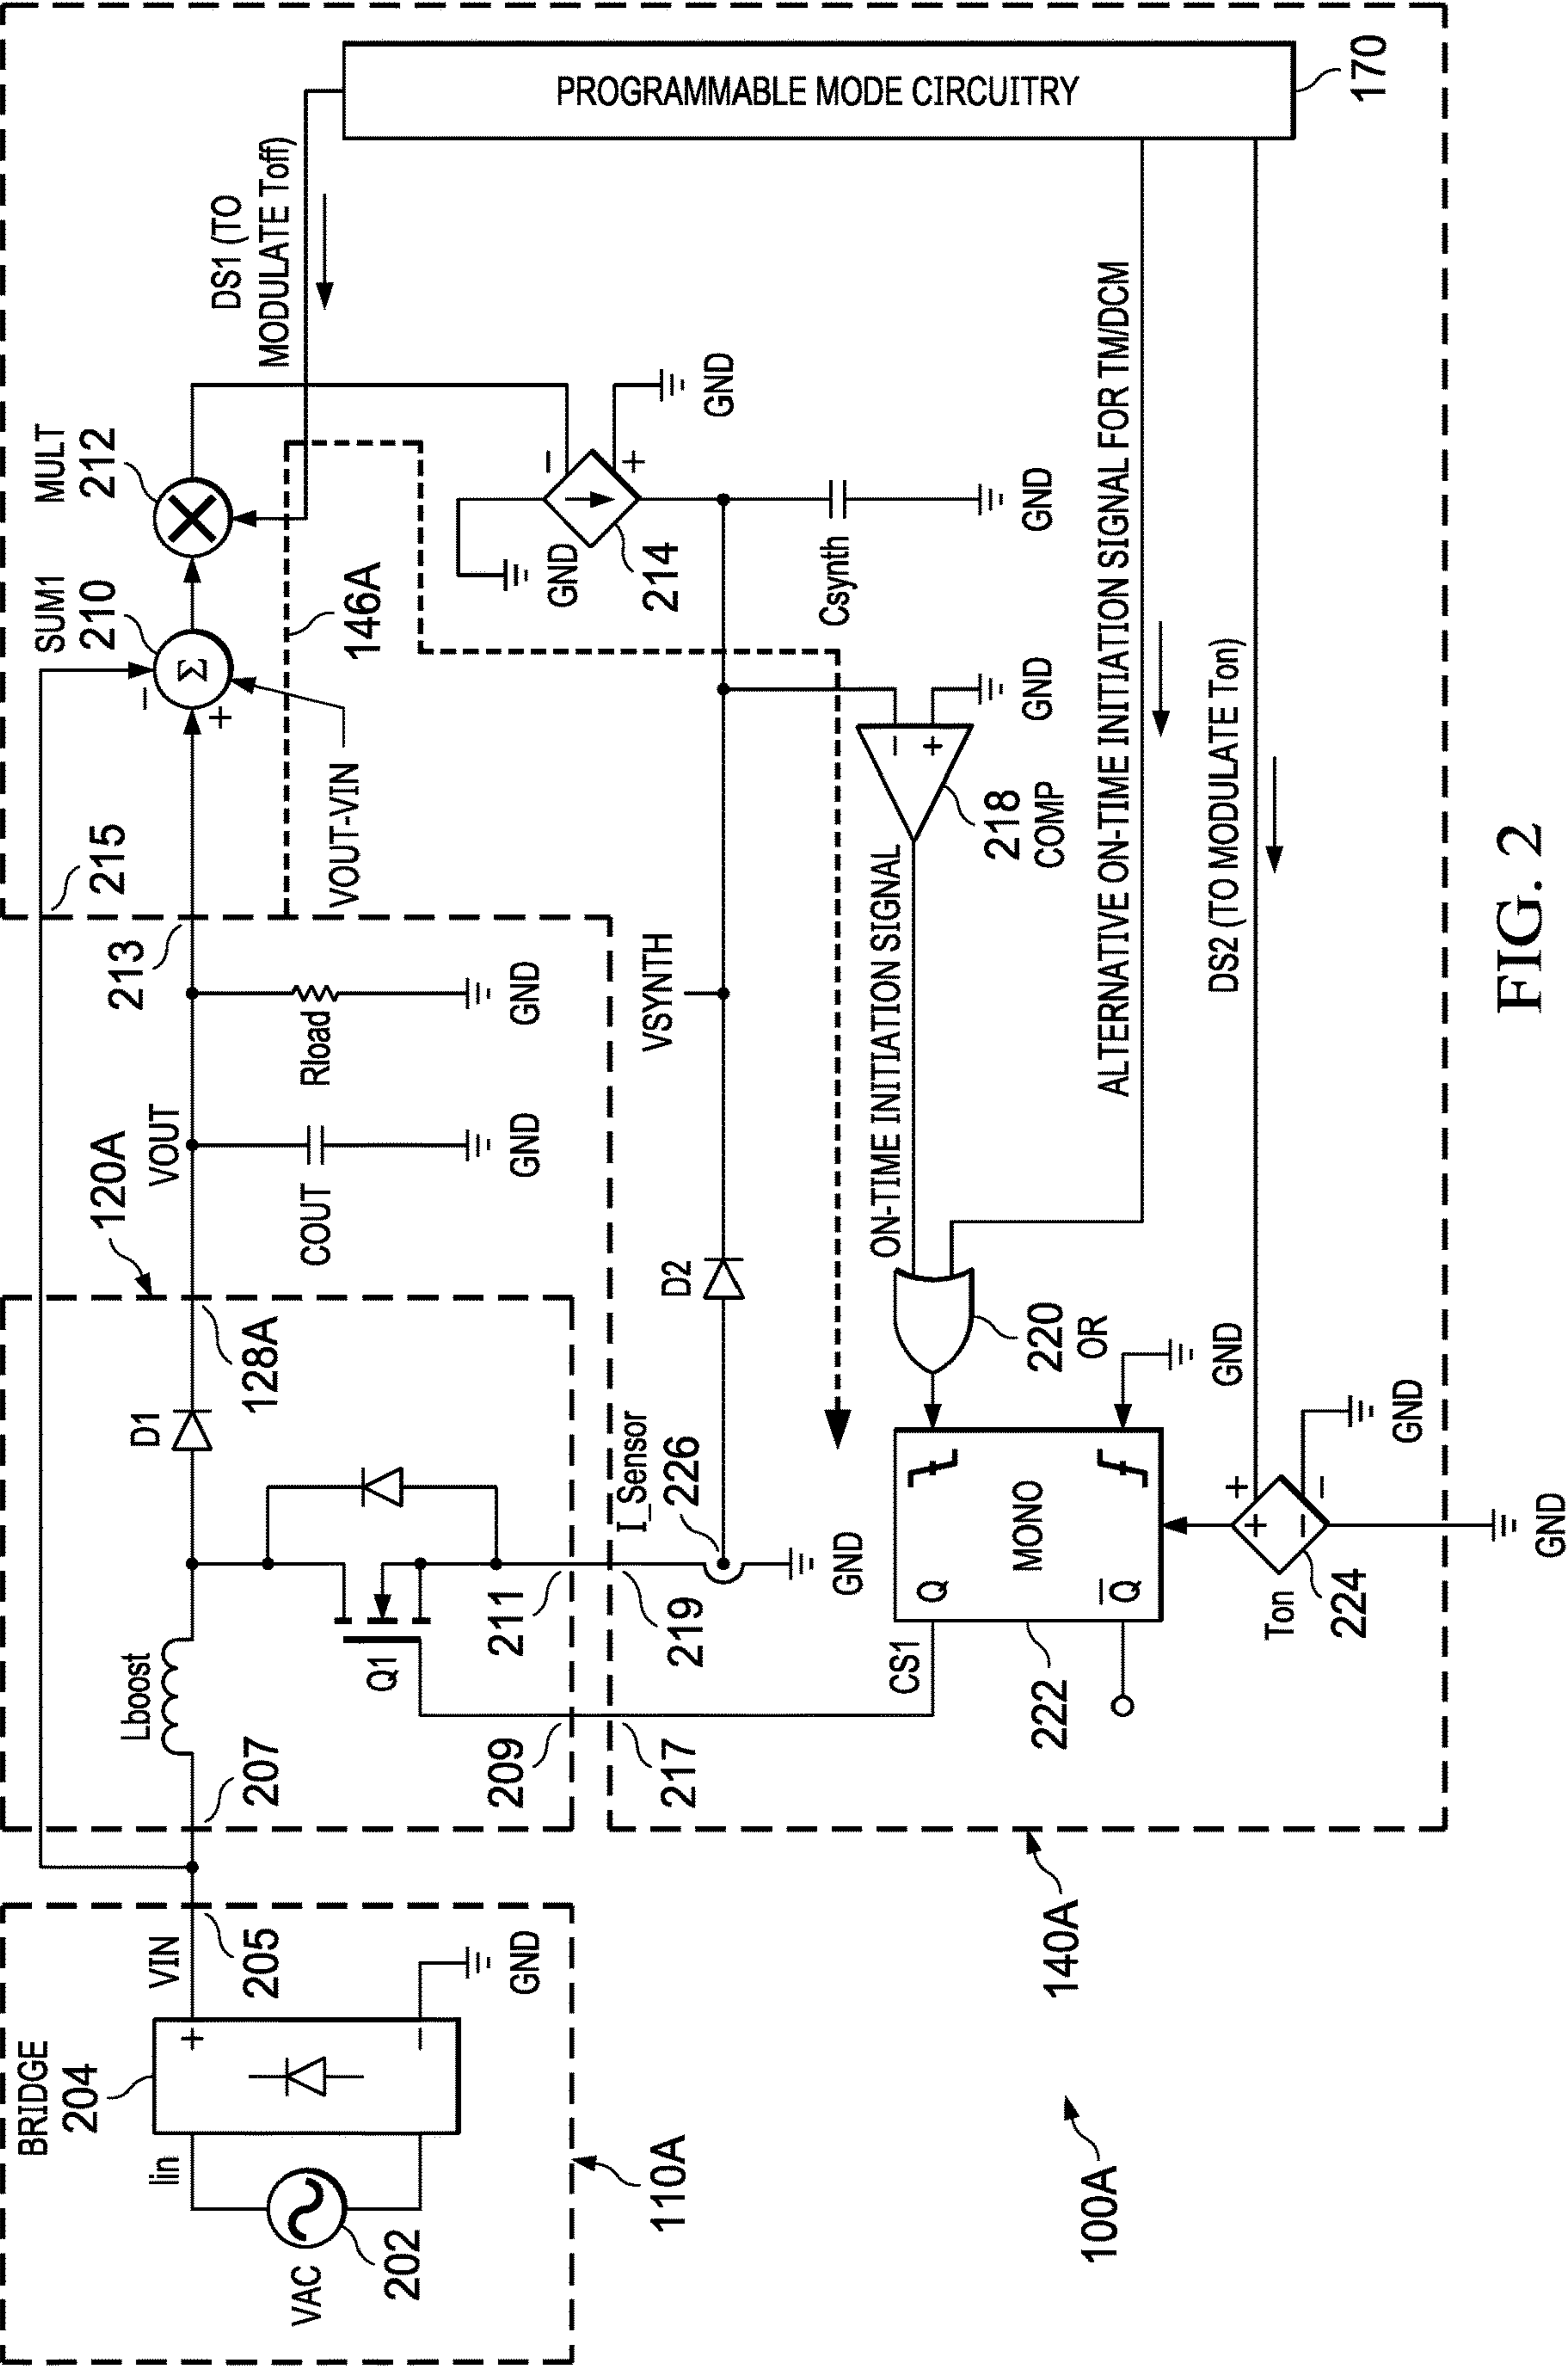 BRIDGE
204
VAC
202
Iin
VIN
205
GND
110A
207
Lboost
D1
Q1
209
211
128A
120A
VOUT
COUT
GND
Rload
GND
213
215
SUM1
210
Σ
VOUT-VIN
MULT
212
DS1 (TO
MODULATE Toff)
146A
GND
214
GND
Csynth
GND
VSYNTH
D2
I_Sensor
226
GND
217
219
218
COMP
GND
ON-TIME INITIATION SIGNAL
ALTERNATIVE ON-TIME INITIATION SIGNAL FOR TM/DCM
220
OR
GND
CS1
Q
MONO
Q̅
222
Ton
224
GND
GND
DS2 (TO MODULATE Ton)
PROGRAMMABLE MODE CIRCUITRY
170
140A
100A
FIG. 2